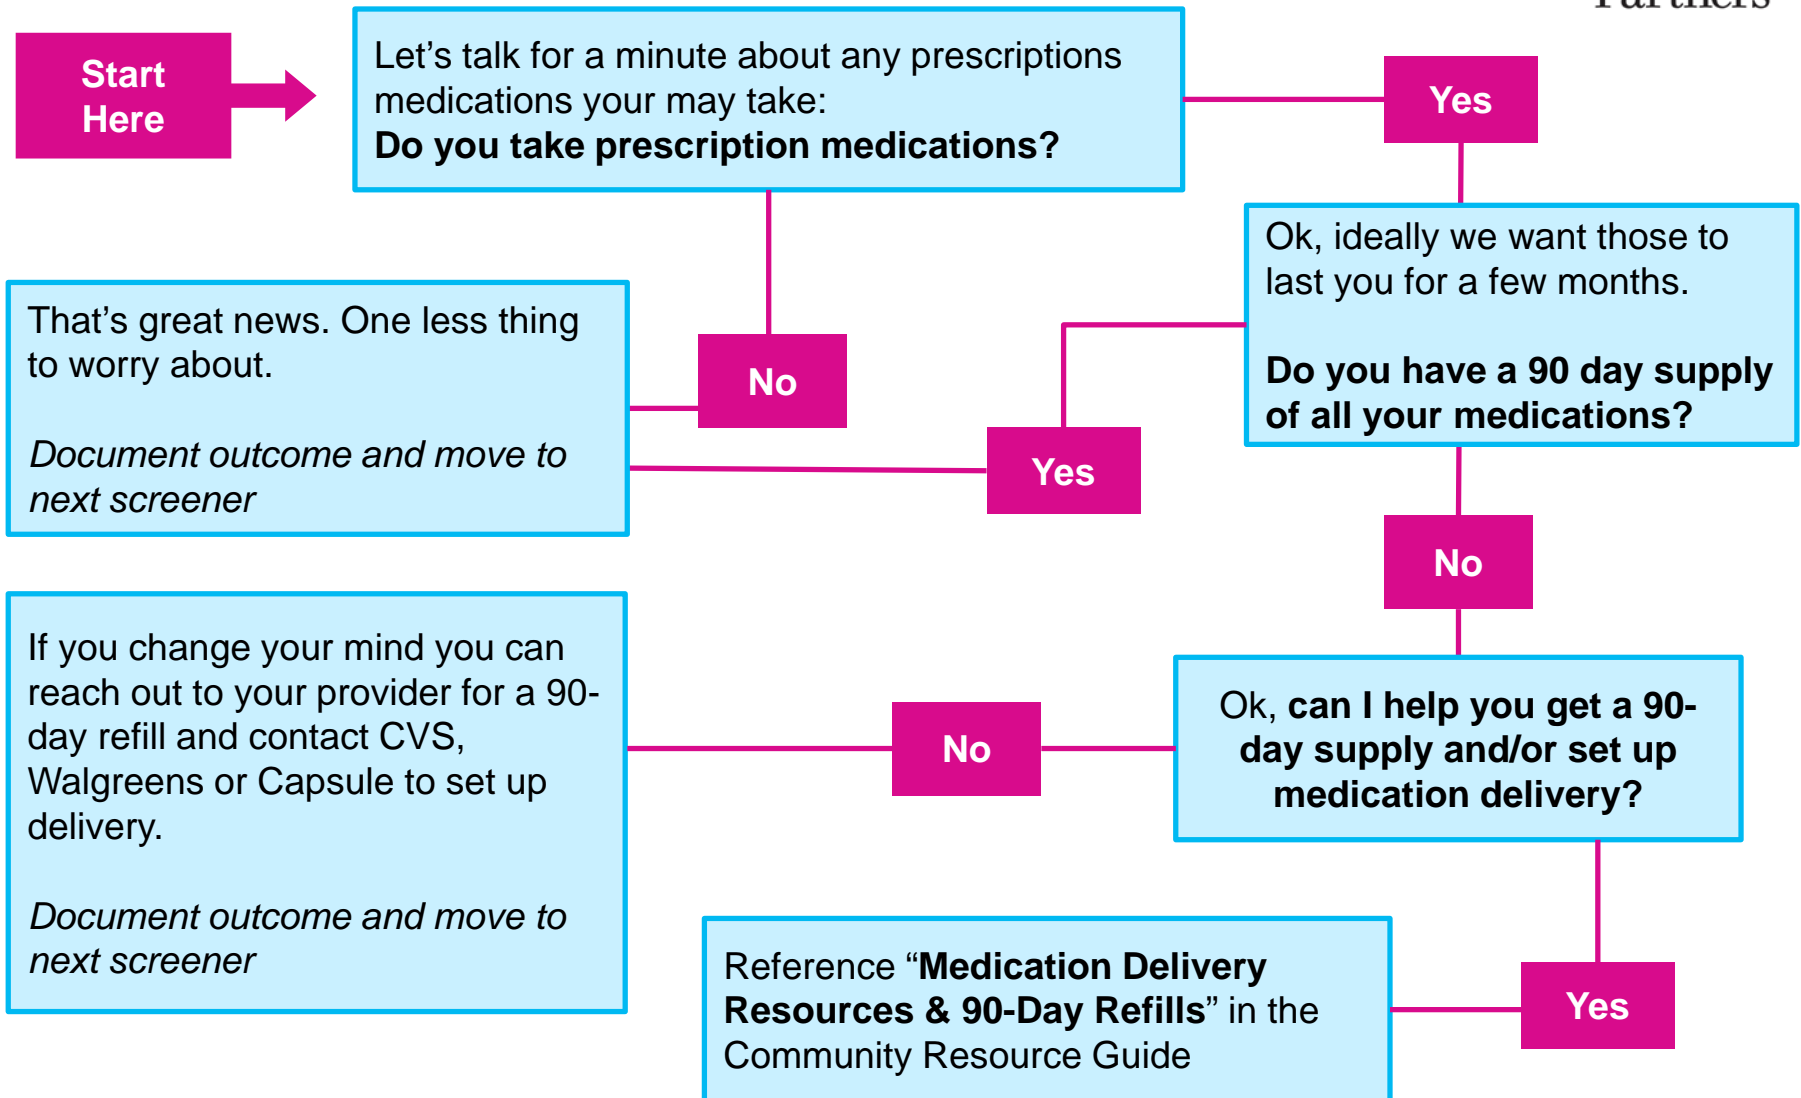 Partners
Start
Here
Let’s talk for a minute about any prescriptions
medications your may take:
Do you take prescription medications?
Yes
Ok, ideally we want those to
last you for a few months.
Do you have a 90 day supply
of all your medications?
That’s great news. One less thing
to worry about.
Document outcome and move to
next screener
No
Yes
No
If you change your mind you can
reach out to your provider for a 90-
day refill and contact CVS,
Walgreens or Capsule to set up
delivery.
Document outcome and move to
next screener
No
Ok, can I help you get a 90-
day supply and/or set up
medication delivery?
Reference “Medication Delivery
Resources & 90-Day Refills” in the
Community Resource Guide
Yes